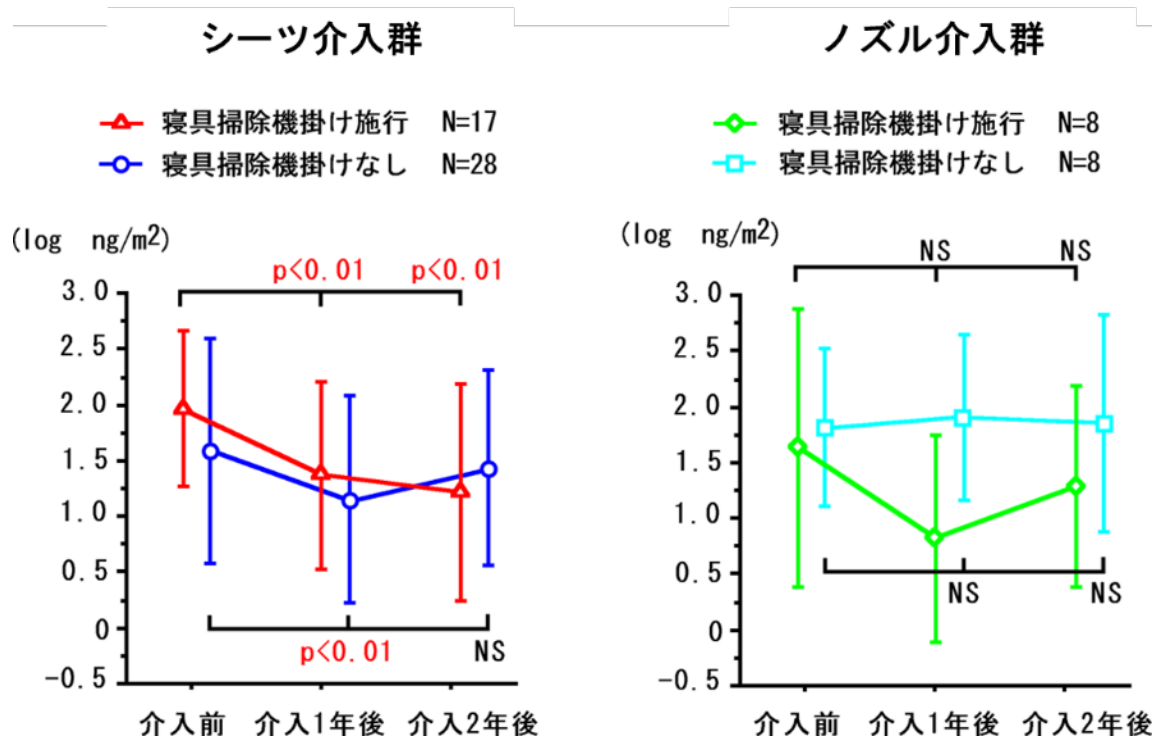 シーツ介入群
寝具掃除機掛け施行 N=17
寝具掃除機掛けなし N=28
(log ng/m2)
p<0.01 p<0.01
3.0
2.5
2.0
1.5
1.0
0.5
0
-0.5
p<0.01 NS
介入前 介入1年後 介入2年後
ノズル介入群
寝具掃除機掛け施行 N=8
寝具掃除機掛けなし N=8
(log ng/m2)
NS NS
3.0
2.5
2.0
1.5
1.0
0.5
0
-0.5
NS NS
介入前 介入1年後 介入2年後